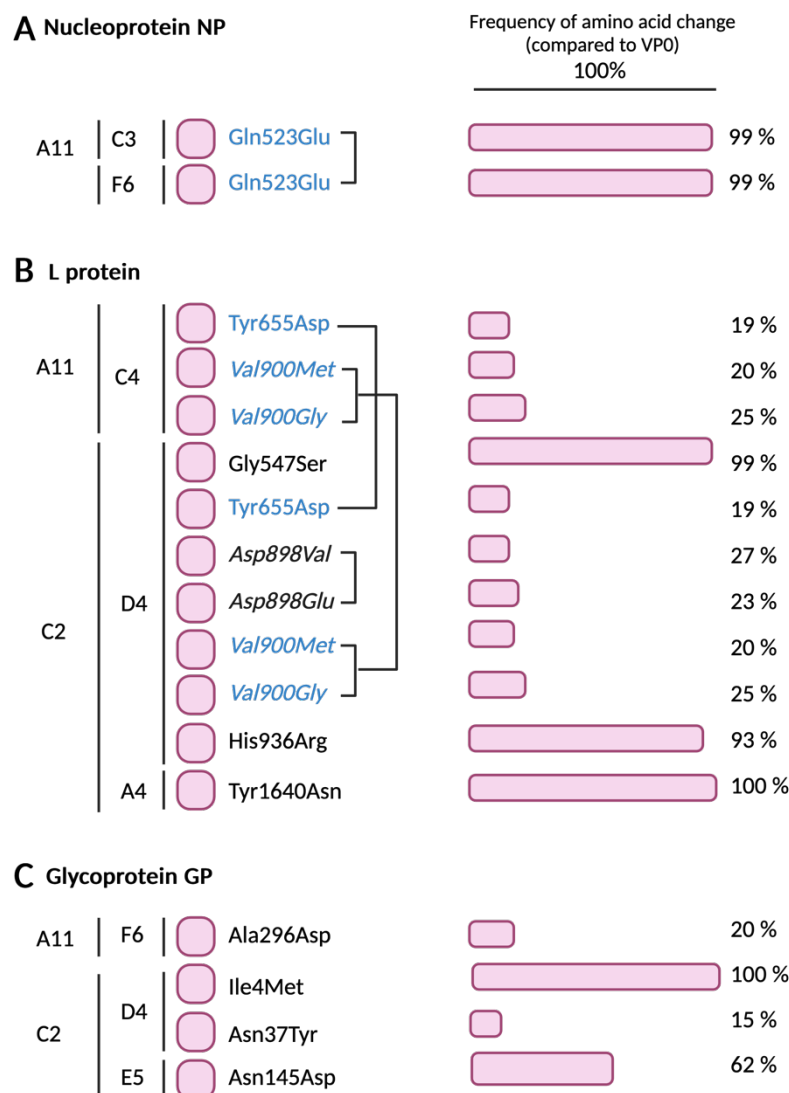 A Nucleoprotein NP
Frequency of amino acid change
(compared to VP0)
100%
A11
C3 Gln523Glu 99 %
F6 Gln523Glu 99 %
B L protein
A11
C4
Tyr655Asp 19 %
Val900Met 20 %
Val900Gly 25 %
C2
D4
Gly547Ser 99 %
Tyr655Asp 19 %
Asp898Val 27 %
Asp898Glu 23 %
Val900Met 20 %
Val900Gly 25 %
His936Arg 93 %
A4 Tyr1640Asn 100 %
C Glycoprotein GP
A11 F6 Ala296Asp 20 %
C2
D4
Ile4Met 100 %
Asn37Tyr 15 %
E5 Asn145Asp 62 %